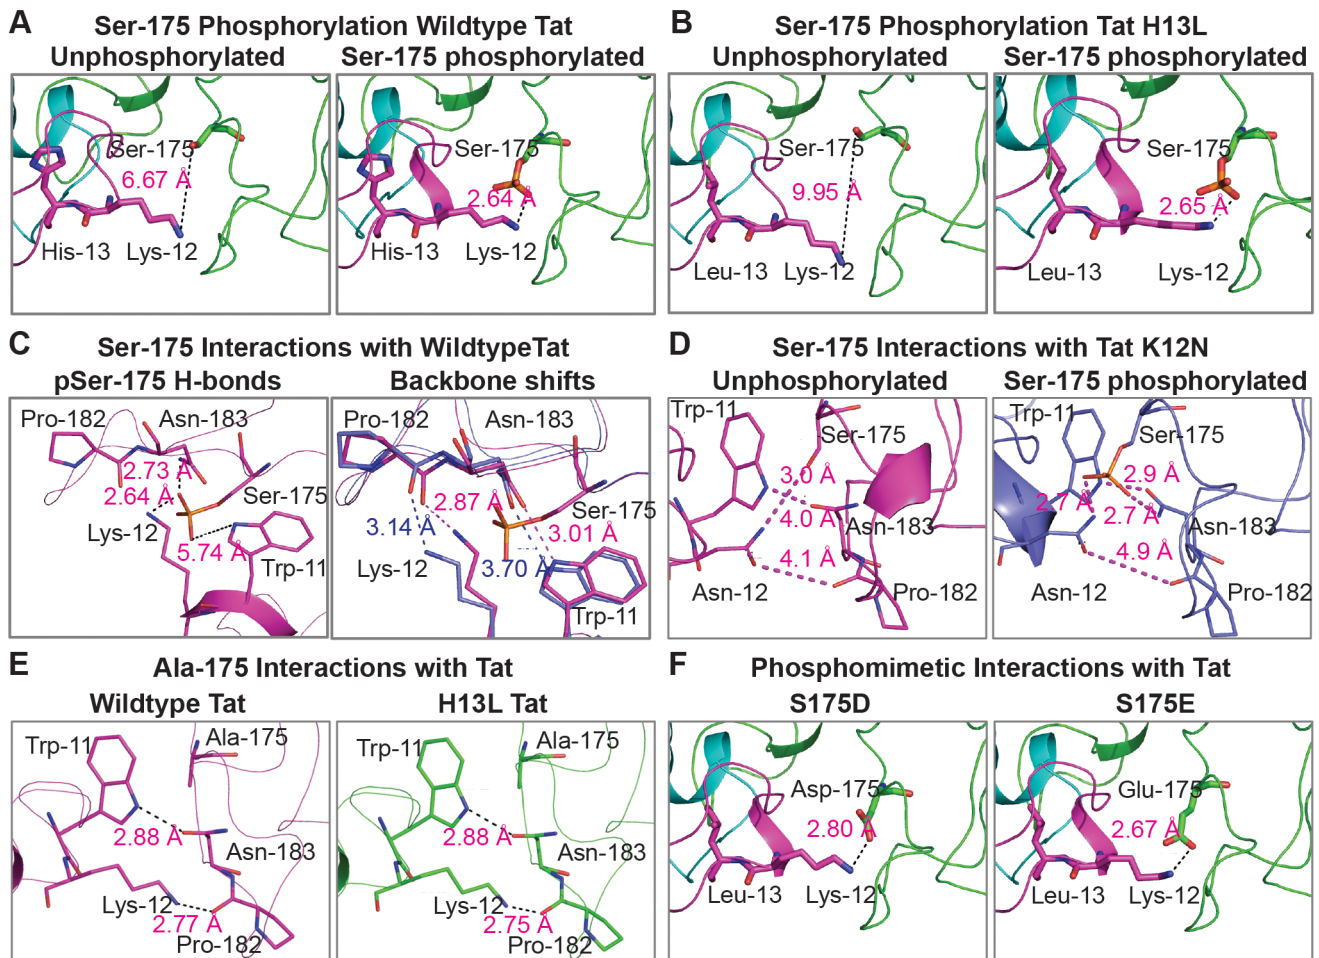 A
Ser-175 Phosphorylation Wildtype Tat
Unphosphorylated
Ser-175 phosphorylated
Ser-175
6.67 Å
His-13
Lys-12
Ser-175
2.64 Å
His-13
Lys-12
B
Ser-175 Phosphorylation Tat H13L
Unphosphorylated
Ser-175 phosphorylated
Ser-175
9.95 Å
Leu-13
Lys-12
Ser-175
2.65 Å
Leu-13
Lys-12
C
Ser-175 Interactions with WildtypeTat
pSer-175 H-bonds
Backbone shifts
Pro-182
Asn-183
2.73 Å
2.64 Å
Ser-175
Lys-12
5.74 Å
Trp-11
Pro-182
Asn-183
2.87 Å
Ser-175
3.14 Å
3.01 Å
Lys-12
3.70 Å
Trp-11
D
Ser-175 Interactions with Tat K12N
Unphosphorylated
Ser-175 phosphorylated
Trp-11
Ser-175
3.0 Å
4.0 Å
Asn-183
4.1 Å
Asn-12
Pro-182
Trp-11
Ser-175
2.9 Å
2.7 Å
2.7 Å
Asn-183
4.9 Å
Asn-12
Pro-182
E
Ala-175 Interactions with Tat
Wildtype Tat
H13L Tat
Trp-11
Ala-175
2.88 Å
Asn-183
Lys-12
2.77 Å
Pro-182
Trp-11
Ala-175
2.88 Å
Asn-183
Lys-12
2.75 Å
Pro-182
F
Phosphomimetic Interactions with Tat
S175D
S175E
Asp-175
2.80 Å
Leu-13
Lys-12
Glu-175
2.67 Å
Leu-13
Lys-12